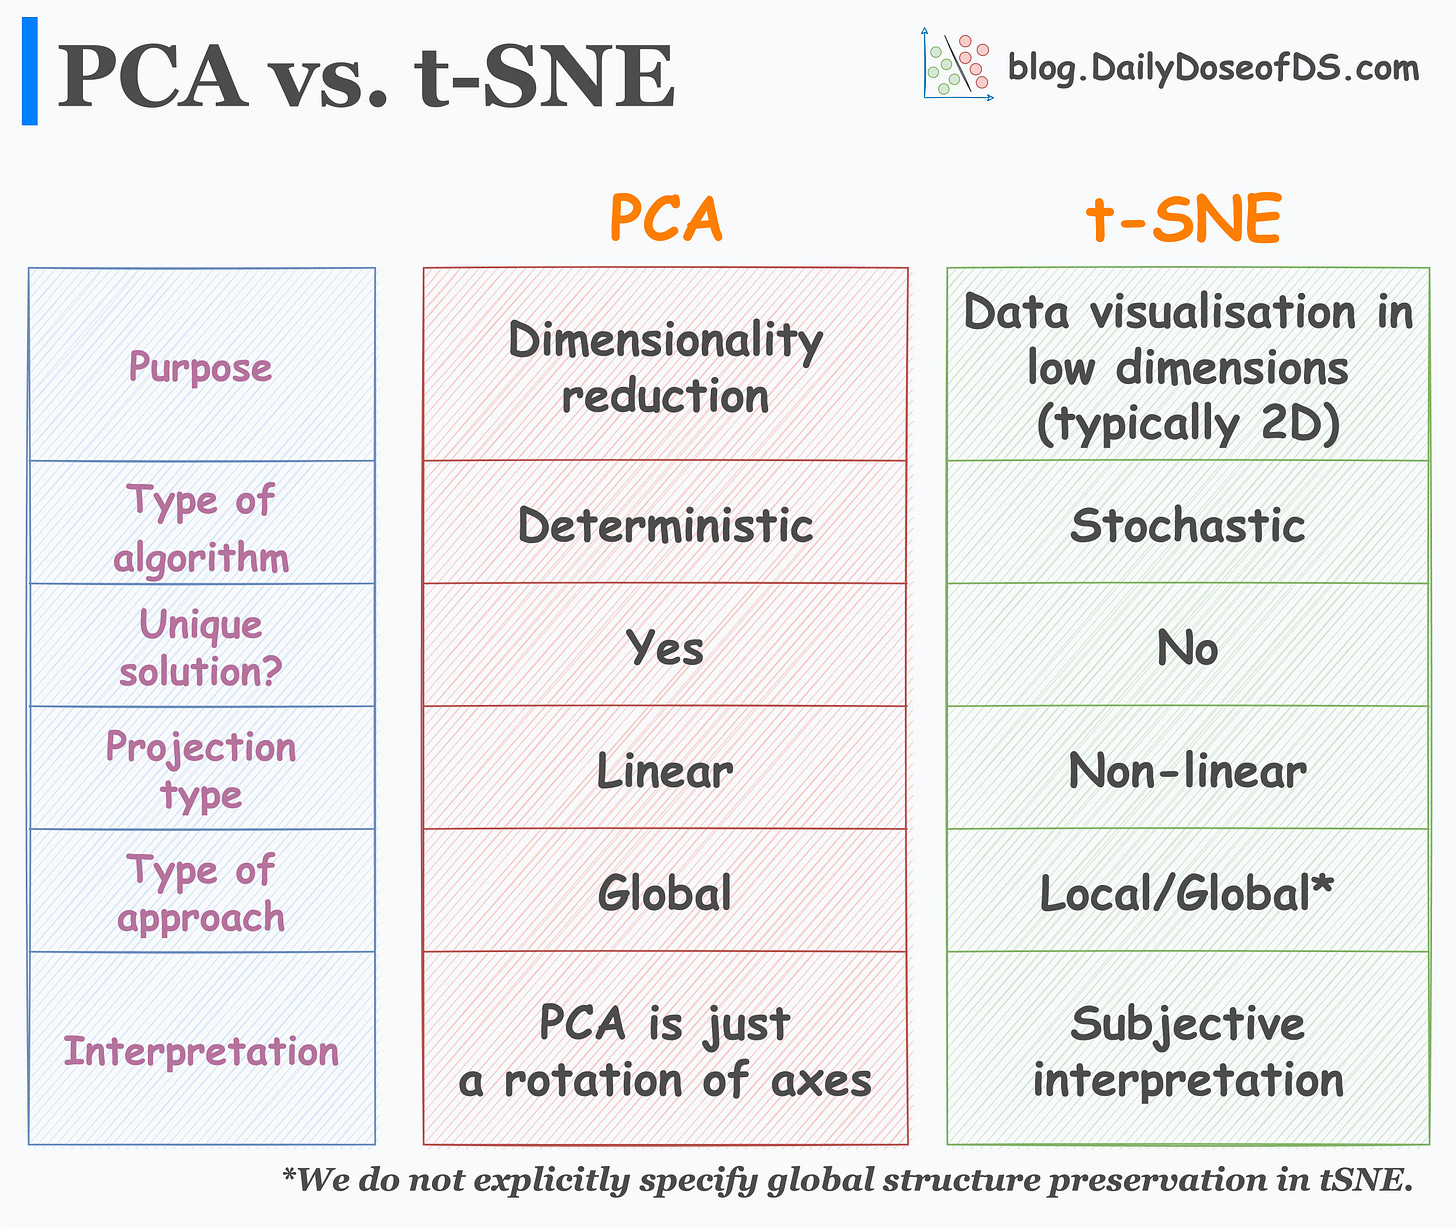 PCA vs. t-SNE
blog.DailyDoseofDS.com
PCA
t-SNE
Purpose
Dimensionality
reduction
Data visualisation in
low dimensions
(typically 2D)
Type of
algorithm
Deterministic
Stochastic
Unique
solution?
Yes
No
Projection
type
Linear
Non-linear
Type of
approach
Global
Local/Global*
Interpretation
PCA is just
a rotation of axes
Subjective
interpretation
*We do not explicitly specify global structure preservation in tSNE.